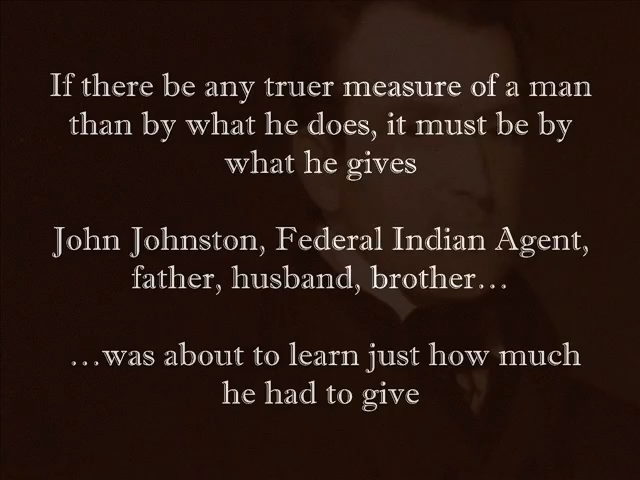 If there be any truer measure of a man
than by what he does, it must be by
what he gives
John Johnston, Federal Indian Agent,
father, husband, brother…
…was about to learn just how much
he had to give